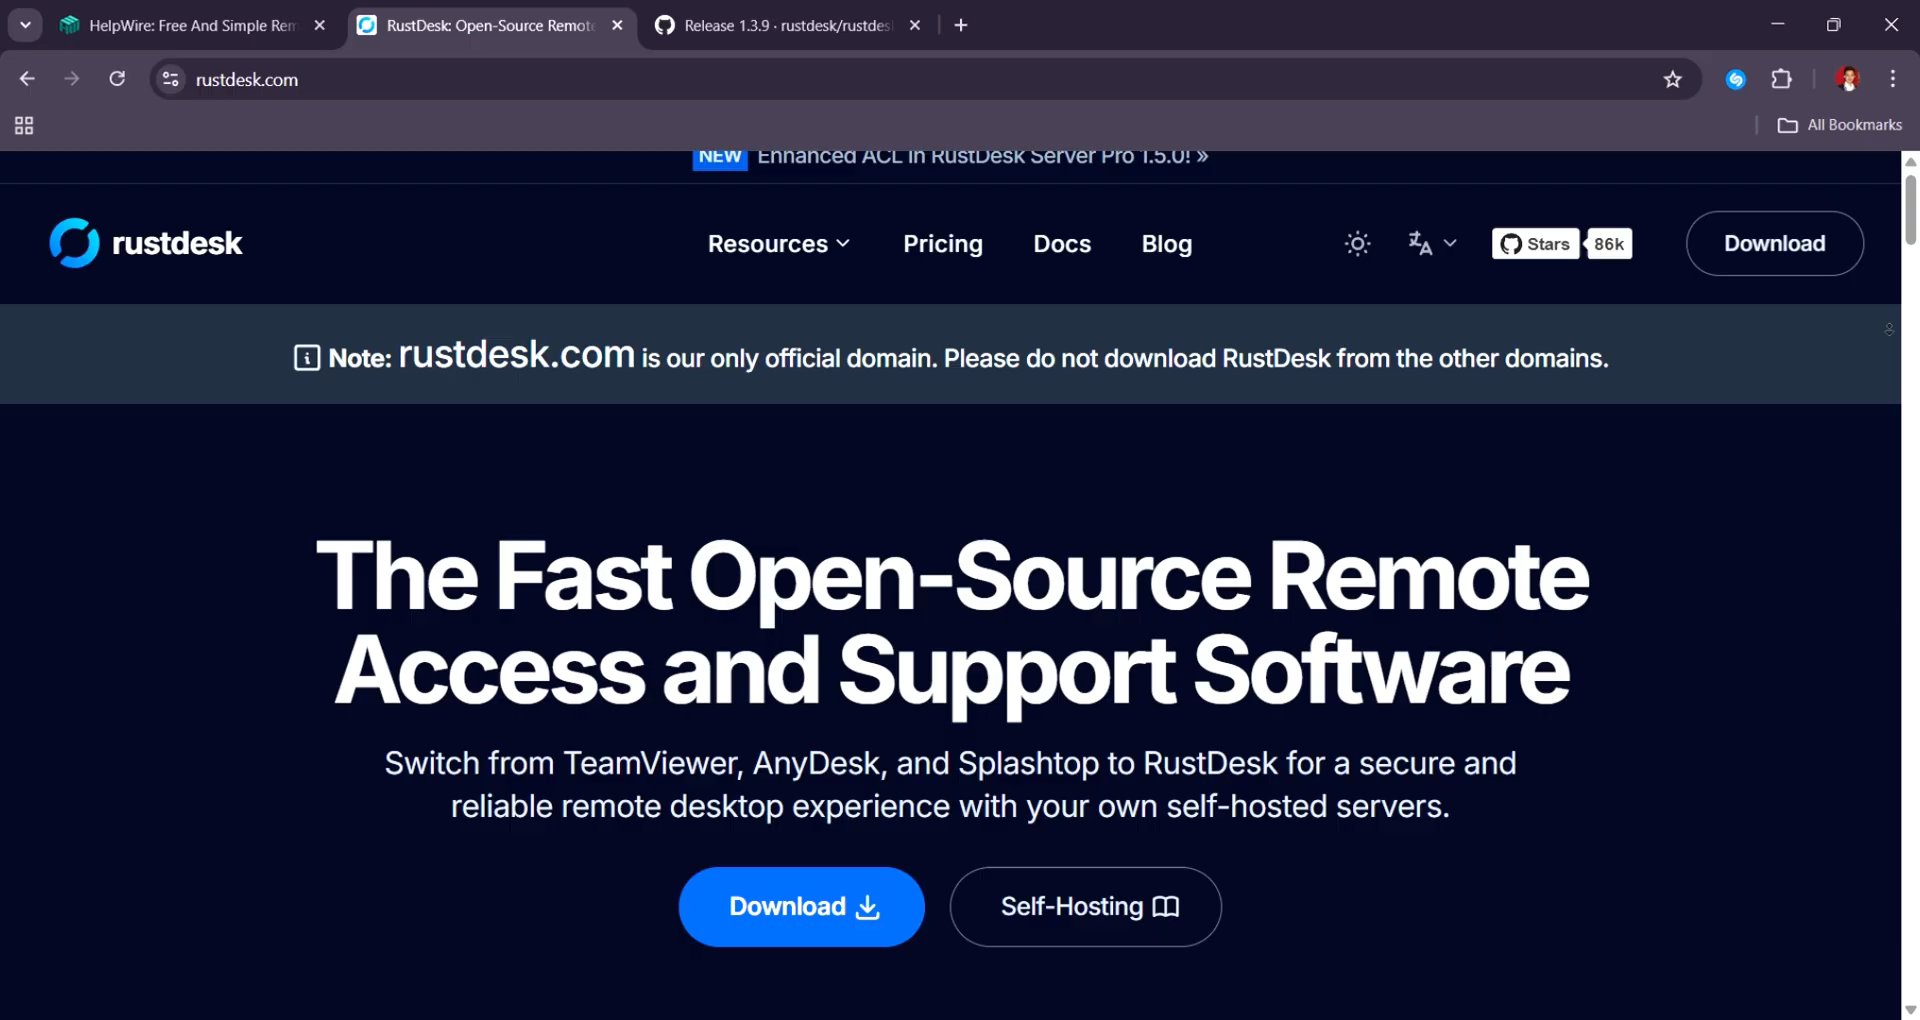 HelpWire: Free And Simple Rem
RustDesk: Open-Source Remote
Release 1.3.9 · rustdesk/rustdes
rustdesk.com
All Bookmarks
NEW Enhanced ACL in RustDesk Server Pro 1.5.0! »
rustdesk
Resources
Pricing
Docs
Blog
Stars
86k
Download
Note: rustdesk.com is our only official domain. Please do not download RustDesk from the other domains.
The Fast Open-Source Remote
Access and Support Software
Switch from TeamViewer, AnyDesk, and Splashtop to RustDesk for a secure and
reliable remote desktop experience with your own self-hosted servers.
Download
Self-Hosting